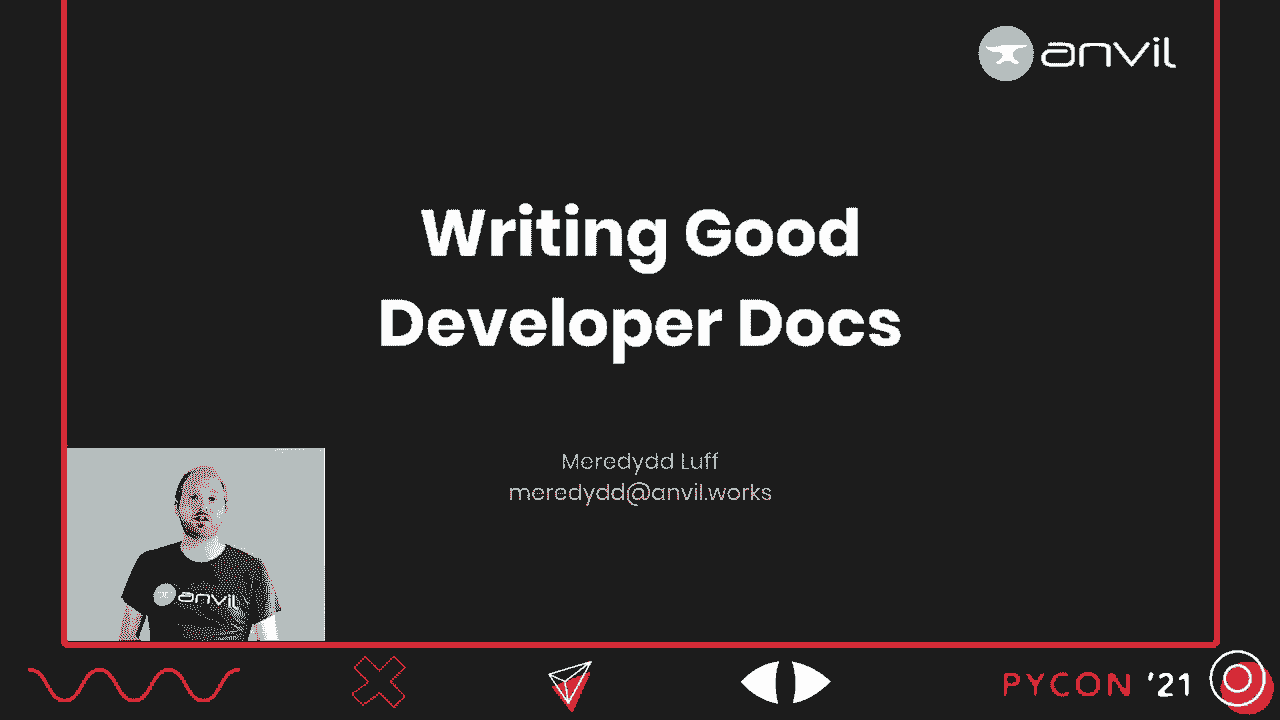 anvil
Writing Good
Developer Docs
Meredydd Luff
meredydd@anvil.works
anvil
PYCON '21